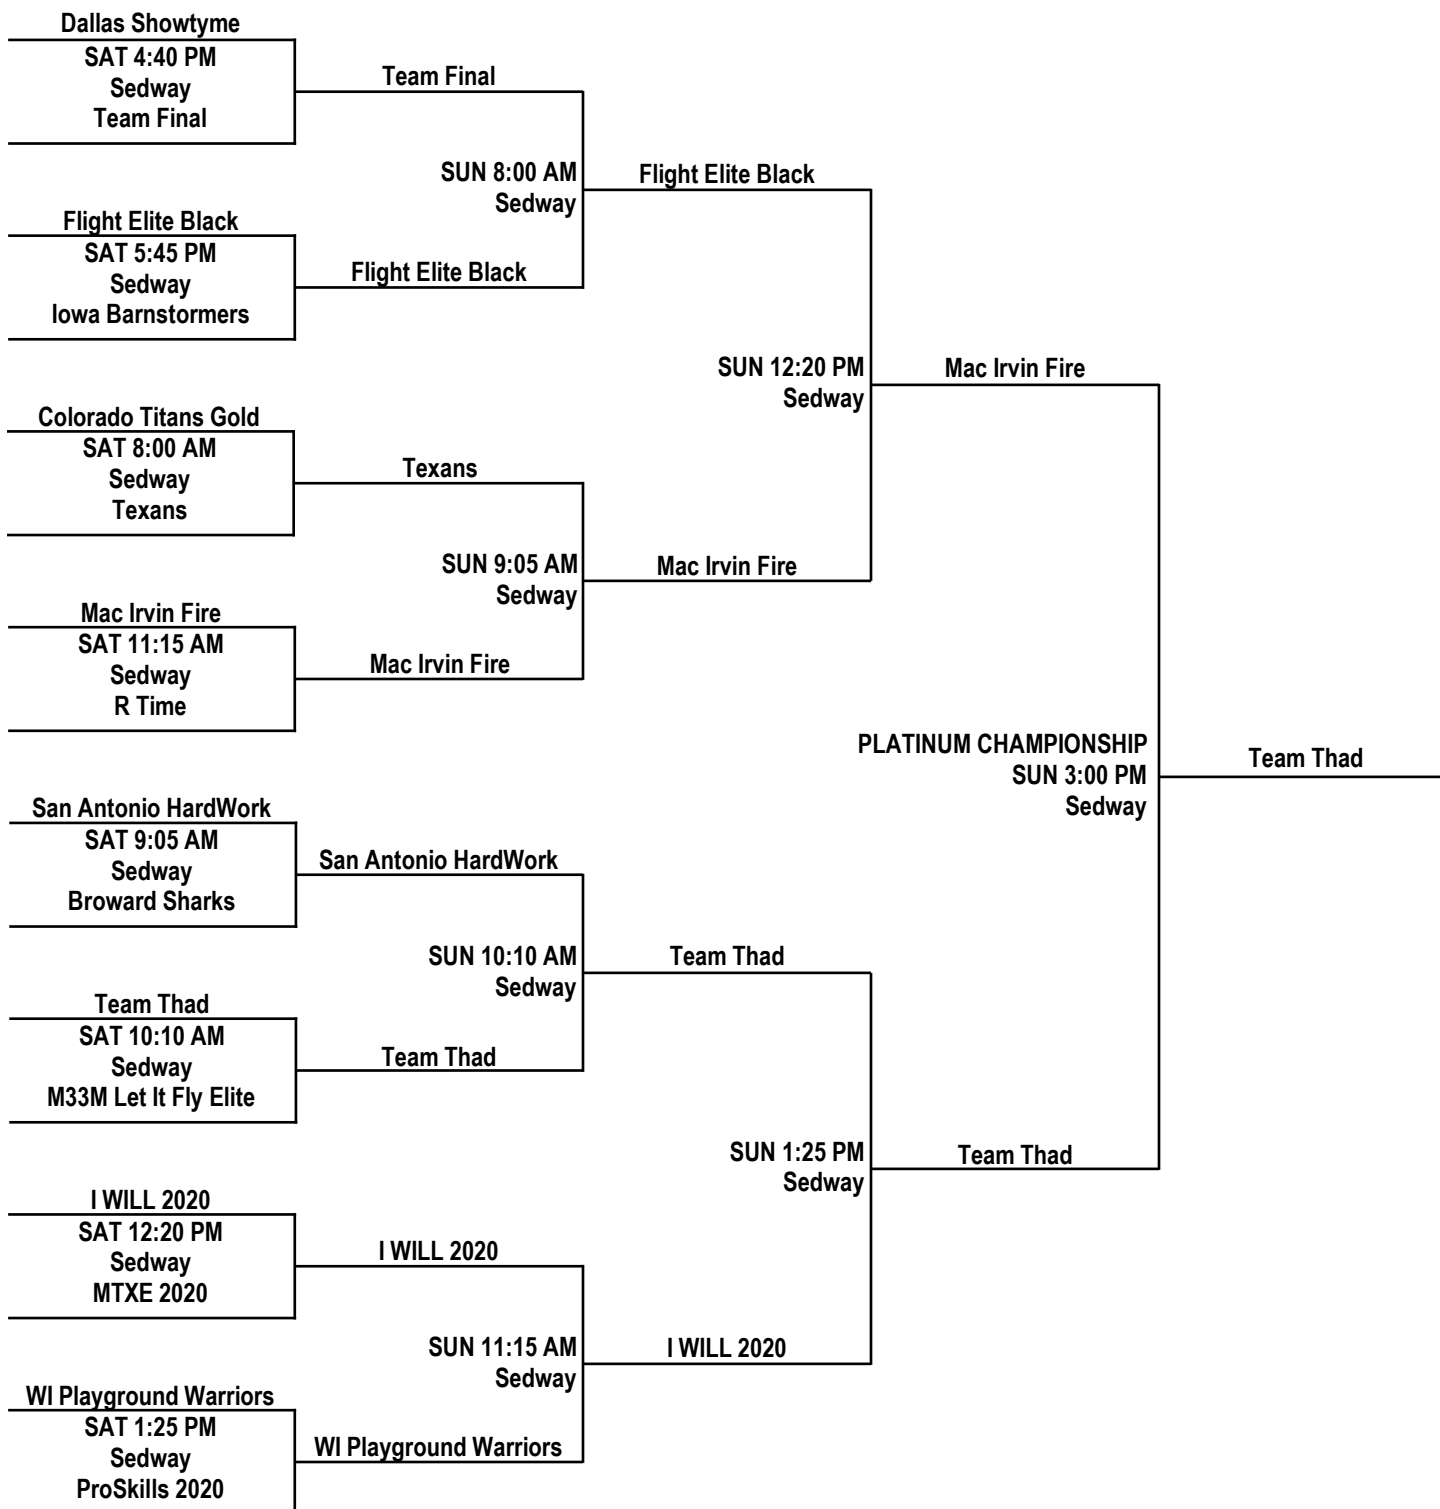 Dallas Showtyme
SAT 4:40 PM
Sedway
Team Final
Team Final
SUN 8:00 AM
Sedway
Flight Elite Black
Flight Elite Black
SAT 5:45 PM
Sedway
Iowa Barnstormers
Flight Elite Black
SUN 12:20 PM
Sedway
Mac Irvin Fire
Colorado Titans Gold
SAT 8:00 AM
Sedway
Texans
Texans
SUN 9:05 AM
Sedway
Mac Irvin Fire
Mac Irvin Fire
SAT 11:15 AM
Sedway
R Time
Mac Irvin Fire
PLATINUM CHAMPIONSHIP
SUN 3:00 PM
Sedway
Team Thad
San Antonio HardWork
SAT 9:05 AM
Sedway
Broward Sharks
San Antonio HardWork
SUN 10:10 AM
Sedway
Team Thad
Team Thad
SAT 10:10 AM
Sedway
M33M Let It Fly Elite
Team Thad
SUN 1:25 PM
Sedway
Team Thad
I WILL 2020
SAT 12:20 PM
Sedway
MTXE 2020
I WILL 2020
SUN 11:15 AM
Sedway
I WILL 2020
WI Playground Warriors
SAT 1:25 PM
Sedway
ProSkills 2020
WI Playground Warriors